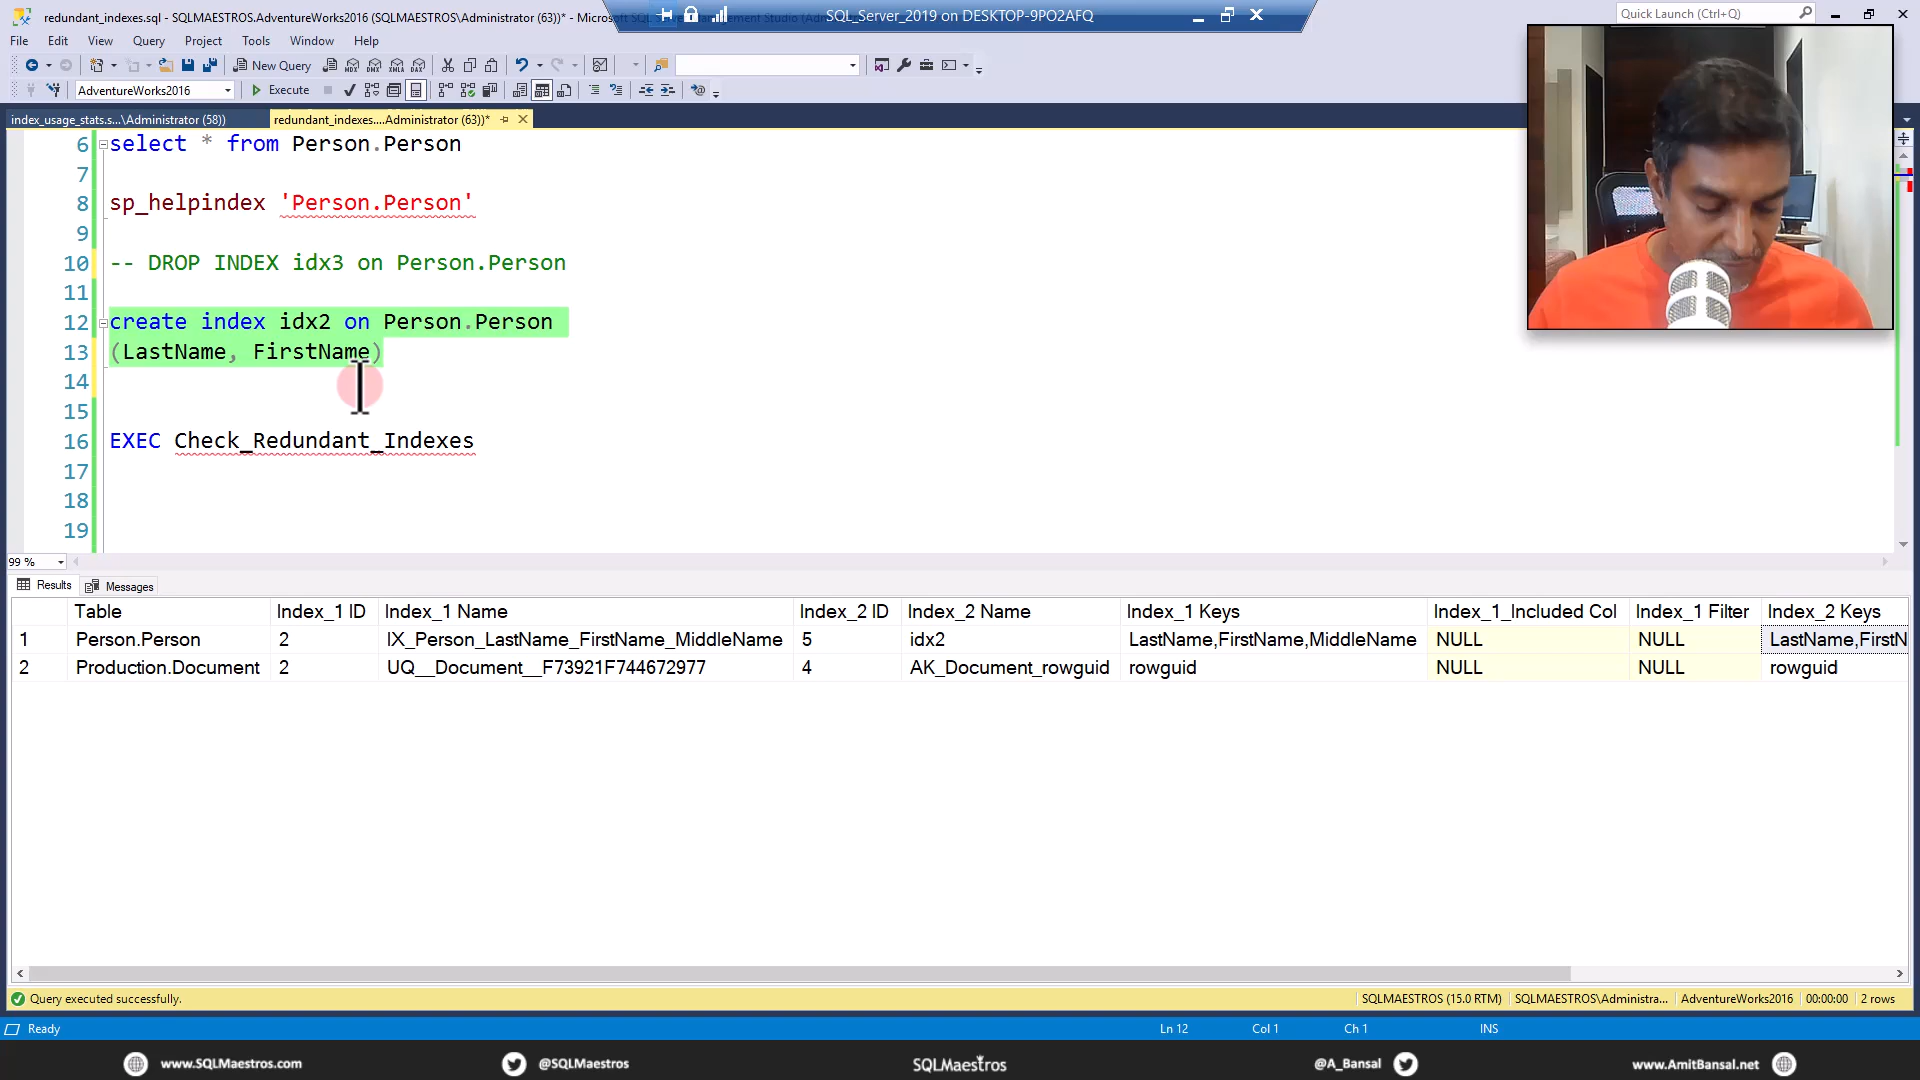 redundant_indexes.sql - SQLMAESTROS.AdventureWorks2016 (SQLMAESTROS\Administrator (63))* - Microsoft
SQL_Server_2019 on DESKTOP-9PO2AFQ
Quick Launch (Ctrl+Q)
File Edit View Query Project Tools Window Help
New Query
AdventureWorks2016 Execute
index_usage_stats.s...\Administrator (58)) redundant_indexes....Administrator (63))*
6 select * from Person.Person
7
8 sp_helpindex 'Person.Person'
9
10 -- DROP INDEX idx3 on Person.Person
11
12 create index idx2 on Person.Person
13 (LastName, FirstName)
14
15
16 EXEC Check_Redundant_Indexes
17
18
19
99 %
Results Messages
Table Index_1 ID Index_1 Name Index_2 ID Index_2 Name Index_1 Keys Index_1_Included Col Index_1 Filter Index_2 Keys
1 Person.Person 2 IX_Person_LastName_FirstName_MiddleName 5 idx2 LastName,FirstName,MiddleName NULL NULL LastName,FirstN
2 Production.Document 2 UQ__Document__F73921F744672977 4 AK_Document_rowguid rowguid NULL NULL rowguid
Query executed successfully. SQLMAESTROS (15.0 RTM) SQLMAESTROS\Administra... AdventureWorks2016 00:00:00 2 rows
Ready Ln 12 Col 1 Ch 1 INS
www.SQLMaestros.com @SQLMaestros SQLMaestros @A_Bansal www.AmitBansal.net